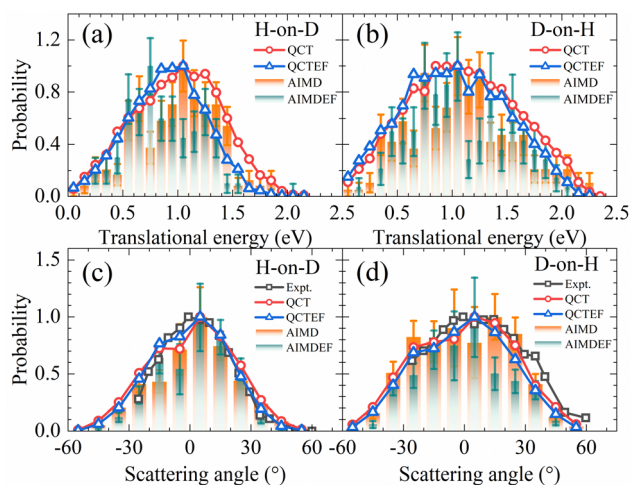 (a) H-on-D
QCT
QCTEF
AIMD
AIMDEF
(b) D-on-H
QCT
QCTEF
AIMD
AIMDEF
Probability
1.2
0.8
0.4
0.0
0.0 0.5 1.0 1.5 2.0 2.5 0.5 1.0 1.5 2.0 2.5
Translational energy (eV) Translational energy (eV)
(c) H-on-D
Expt.
QCT
QCTEF
AIMD
AIMDEF
(d) D-on-H
Expt.
QCT
QCTEF
AIMD
AIMDEF
Probability
1.5
1.0
0.5
0.0
-60 -30 0 30 60 -30 0 30 60
Scattering angle (°) Scattering angle (°)